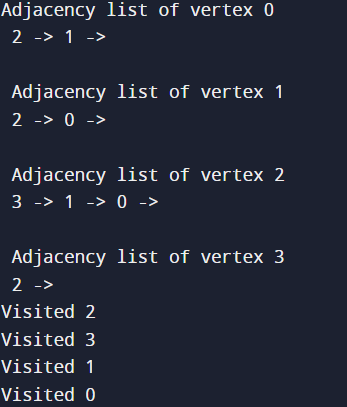 Adjacency list of vertex 0
2 -> 1 ->
Adjacency list of vertex 1
2 -> 0 ->
Adjacency list of vertex 2
3 -> 1 -> 0 ->
Adjacency list of vertex 3
2 ->
Visited 2
Visited 3
Visited 1
Visited 0